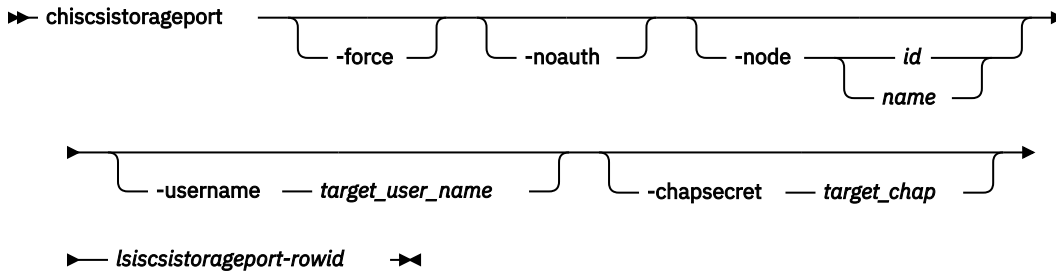 chiscsistorageport
-force -noauth -node id
name
-username target_user_name -chapsecret target_chap
lsiscsistorageport-rowid